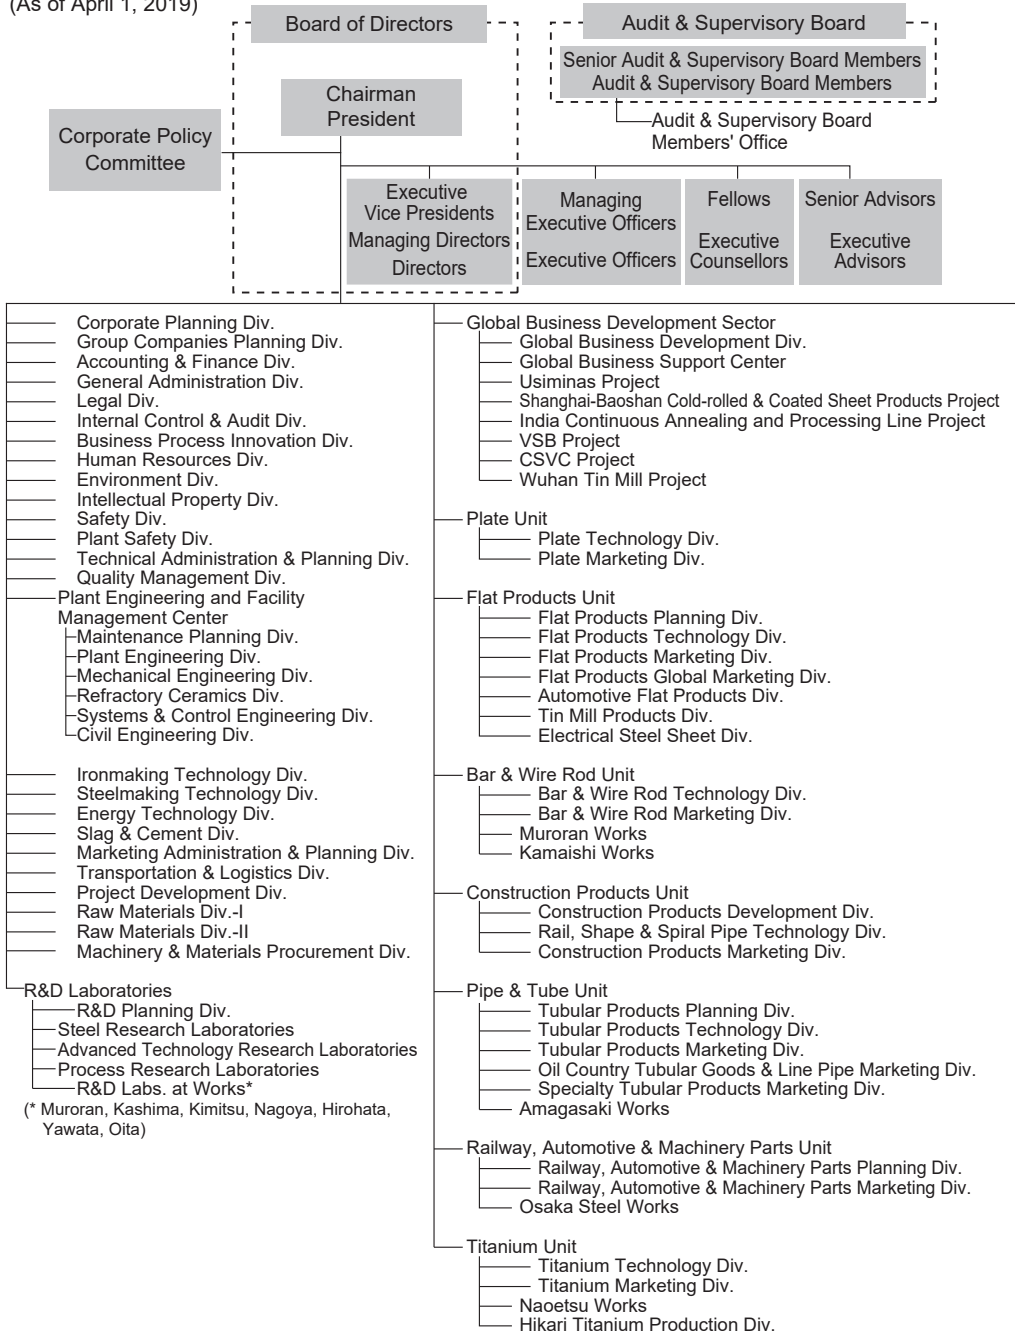 (As of April 1, 2019)
Board of Directors
Audit & Supervisory Board
Senior Audit & Supervisory Board Members
Audit & Supervisory Board Members
Chairman
President
Audit & Supervisory Board
Members' Office
Corporate Policy
Committee
Executive
Vice Presidents
Managing Directors
Directors
Managing
Executive Officers
Executive Officers
Fellows
Executive
Counsellors
Senior Advisors
Executive
Advisors
Corporate Planning Div.
Group Companies Planning Div.
Accounting & Finance Div.
General Administration Div.
Legal Div.
Internal Control & Audit Div.
Business Process Innovation Div.
Human Resources Div.
Environment Div.
Intellectual Property Div.
Safety Div.
Plant Safety Div.
Technical Administration & Planning Div.
Quality Management Div.
Plant Engineering and Facility
Management Center
Maintenance Planning Div.
Plant Engineering Div.
Mechanical Engineering Div.
Refractory Ceramics Div.
Systems & Control Engineering Div.
Civil Engineering Div.
Ironmaking Technology Div.
Steelmaking Technology Div.
Energy Technology Div.
Slag & Cement Div.
Marketing Administration & Planning Div.
Transportation & Logistics Div.
Project Development Div.
Raw Materials Div.-I
Raw Materials Div.-II
Machinery & Materials Procurement Div.
R&D Laboratories
R&D Planning Div.
Steel Research Laboratories
Advanced Technology Research Laboratories
Process Research Laboratories
R&D Labs. at Works*
(* Muroran, Kashima, Kimitsu, Nagoya, Hirohata,
Yawata, Oita)
Global Business Development Sector
Global Business Development Div.
Global Business Support Center
Usiminas Project
Shanghai-Baoshan Cold-rolled & Coated Sheet Products Project
India Continuous Annealing and Processing Line Project
VSB Project
CSVC Project
Wuhan Tin Mill Project
Plate Unit
Plate Technology Div.
Plate Marketing Div.
Flat Products Unit
Flat Products Planning Div.
Flat Products Technology Div.
Flat Products Marketing Div.
Flat Products Global Marketing Div.
Automotive Flat Products Div.
Tin Mill Products Div.
Electrical Steel Sheet Div.
Bar & Wire Rod Unit
Bar & Wire Rod Technology Div.
Bar & Wire Rod Marketing Div.
Muroran Works
Kamaishi Works
Construction Products Unit
Construction Products Development Div.
Rail, Shape & Spiral Pipe Technology Div.
Construction Products Marketing Div.
Pipe & Tube Unit
Tubular Products Planning Div.
Tubular Products Technology Div.
Tubular Products Marketing Div.
Oil Country Tubular Goods & Line Pipe Marketing Div.
Specialty Tubular Products Marketing Div.
Amagasaki Works
Railway, Automotive & Machinery Parts Unit
Railway, Automotive & Machinery Parts Planning Div.
Railway, Automotive & Machinery Parts Marketing Div.
Osaka Steel Works
Titanium Unit
Titanium Technology Div.
Titanium Marketing Div.
Naoetsu Works
Hikari Titanium Production Div.